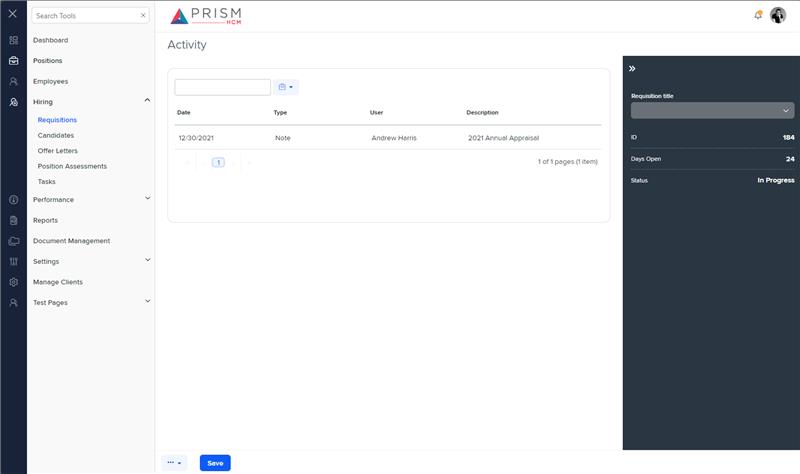 Search Tools
PRISM
HCM
Dashboard
Positions
Employees
Hiring
Requisitions
Candidates
Offer Letters
Position Assessments
Tasks
Performance
Reports
Document Management
Settings
Manage Clients
Test Pages
Activity
Date Type User Description
12/30/2021 Note Andrew Harris 2021 Annual Appraisal
1 1 of 1 pages (1 item)
Requisition title
ID 184
Days Open 24
Status In Progress
Save